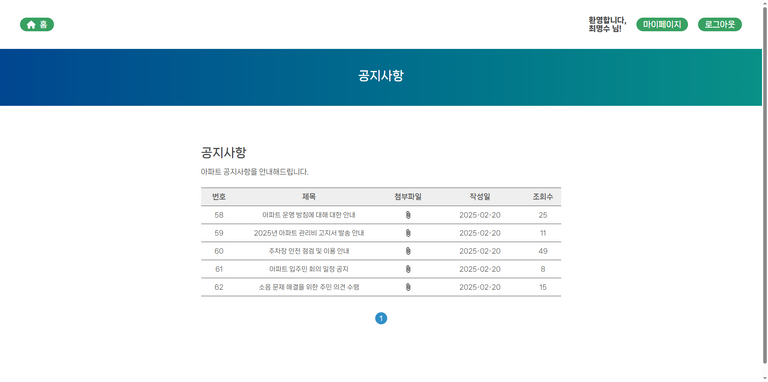 홈
환영합니다,
최명수 님!
마이페이지
로그아웃
공지사항
공지사항
아파트 공지사항을 안내해드립니다.
번호 제목 첨부파일 작성일 조회수
58 아파트 운영 방침에 대해 대한 안내 2025-02-20 25
59 2025년 아파트 관리비 고지서 발송 안내 2025-02-20 11
60 주차장 안전 점검 및 이용 안내 2025-02-20 49
61 아파트 입주민 회의 일정 공지 2025-02-20 8
62 소음 문제 해결을 위한 주민 의견 수렴 2025-02-20 15
1